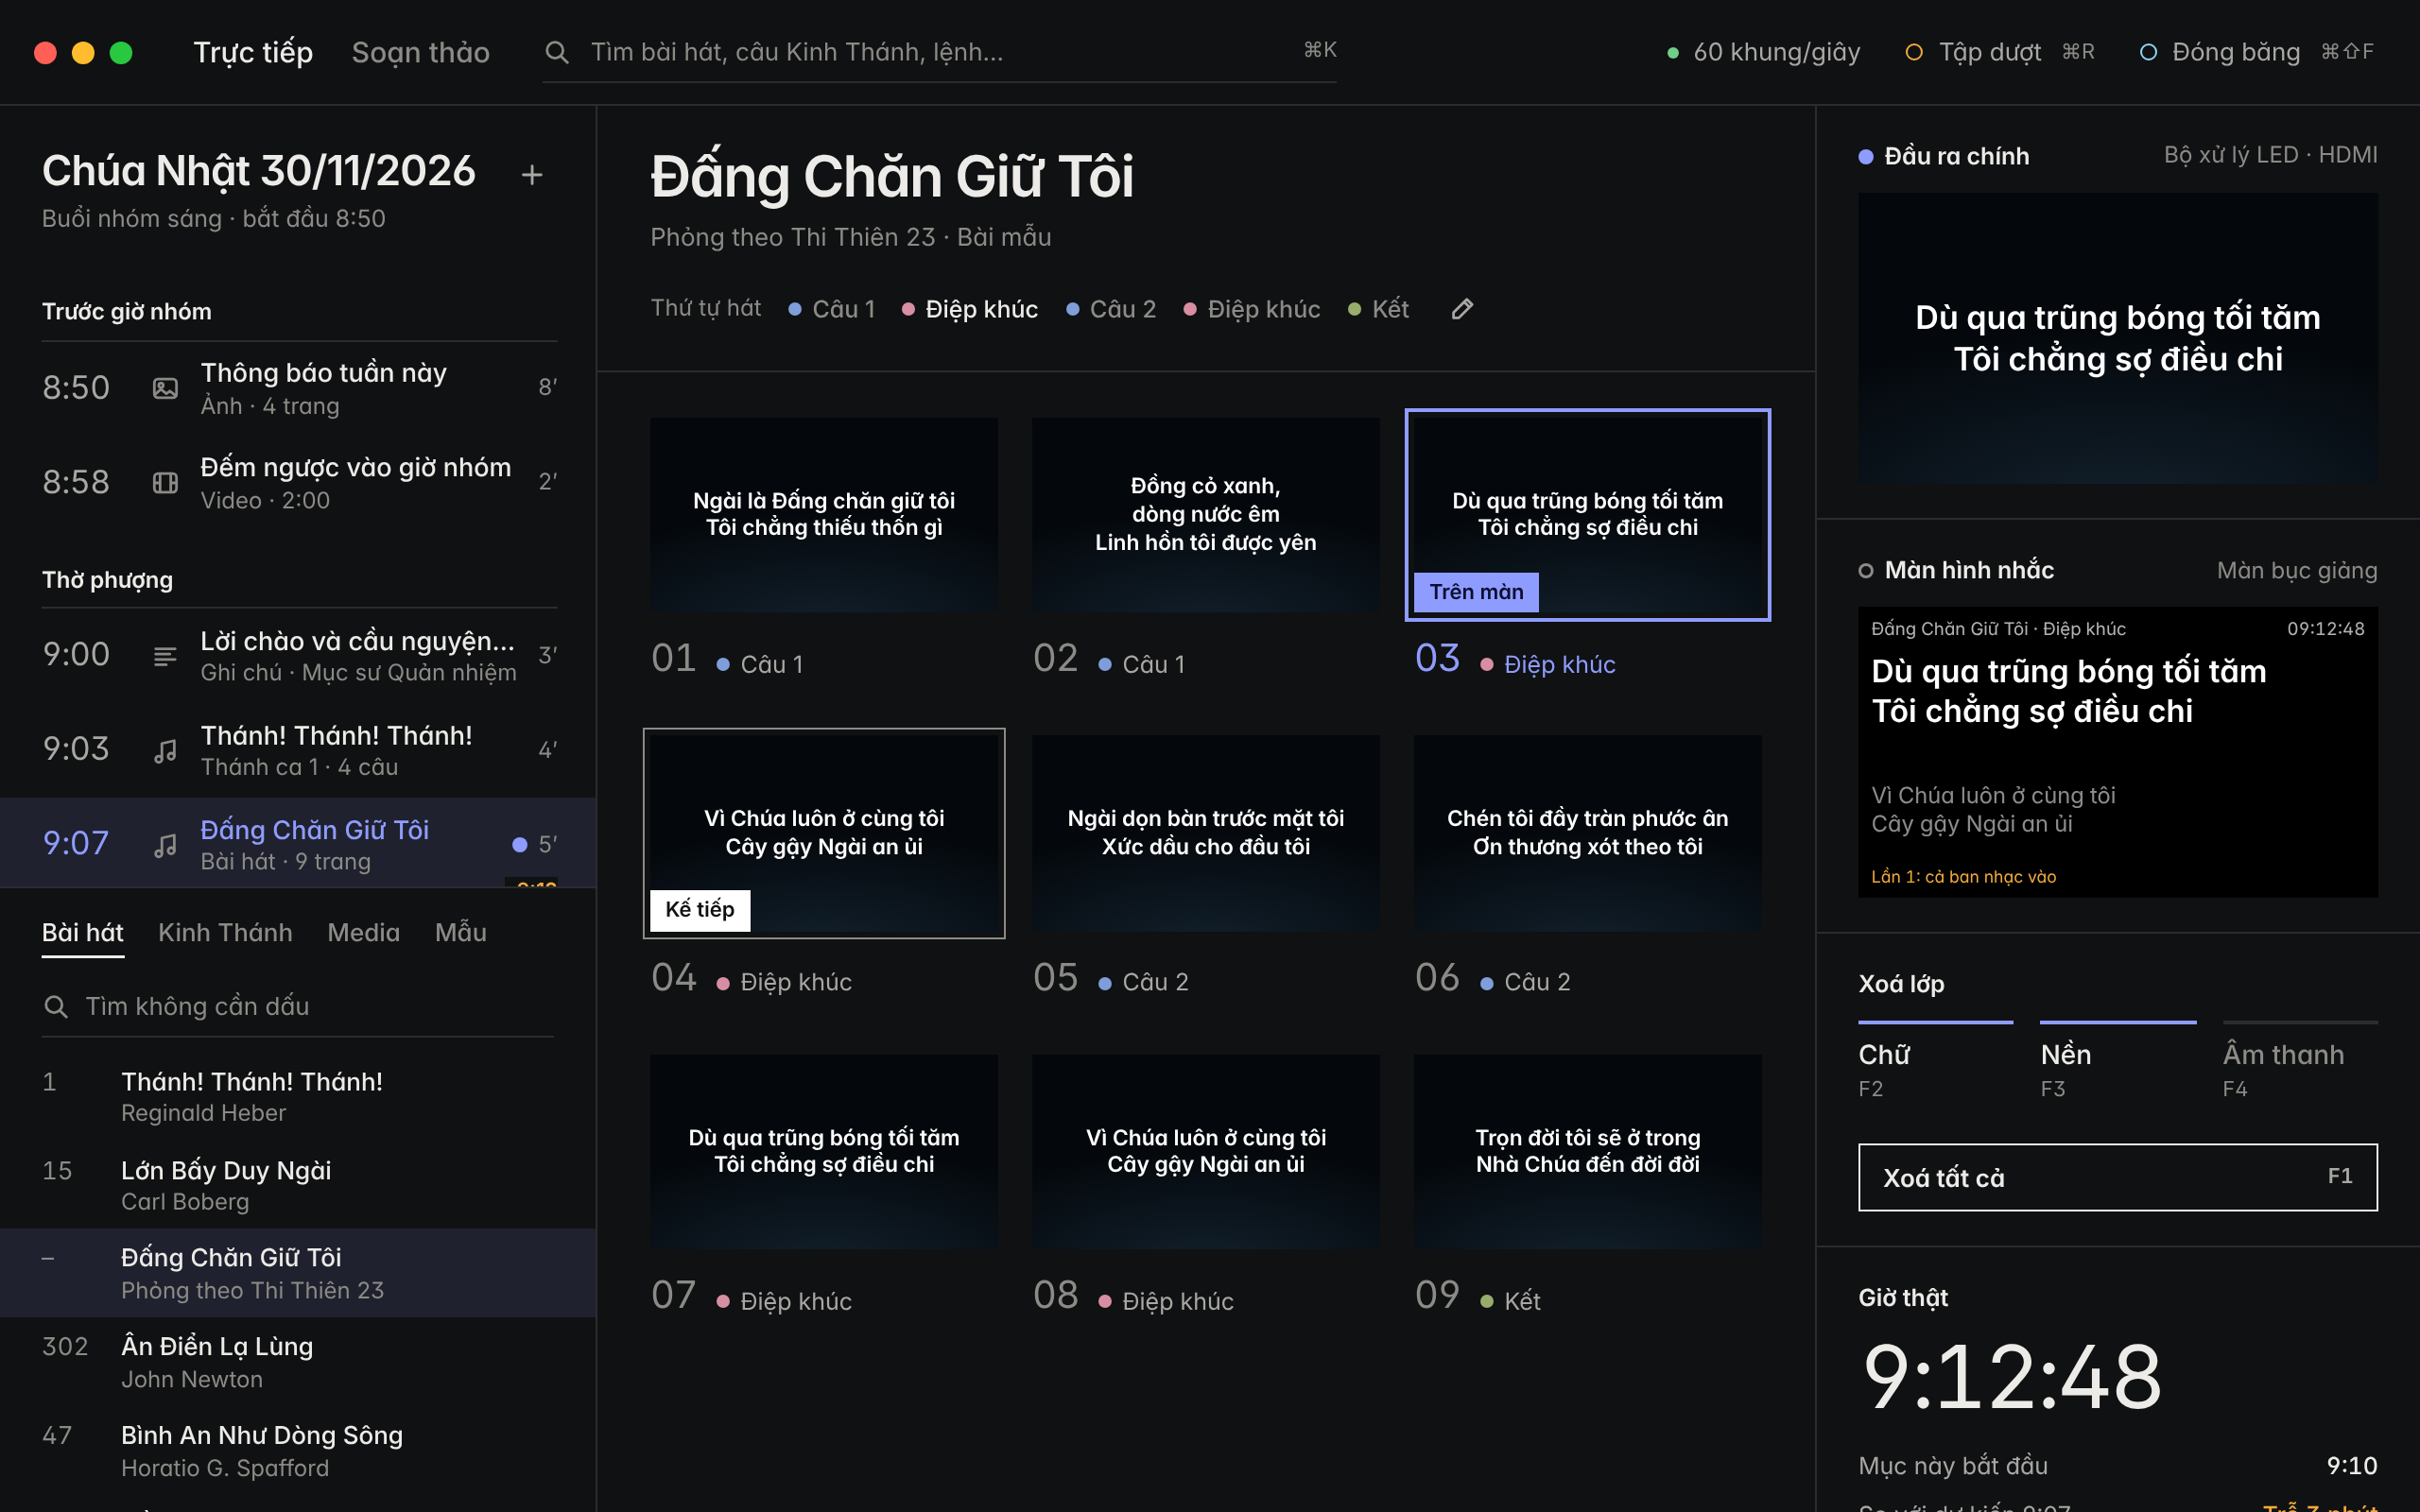 Trực tiếp
Soạn thảo
Tìm bài hát, câu Kinh Thánh, lệnh...
⌘K
60 khung/giây
Tập dượt ⌘R
Đóng băng ⌘⇧F
Chúa Nhật 30/11/2026
Buổi nhóm sáng · bắt đầu 8:50
Trước giờ nhóm
8:50
Thông báo tuần này
Ảnh · 4 trang
8′
8:58
Đếm ngược vào giờ nhóm
Video · 2:00
2′
Thờ phượng
9:00
Lời chào và cầu nguyện...
Ghi chú · Mục sư Quản nhiệm
3′
9:03
Thánh! Thánh! Thánh!
Thánh ca 1 · 4 câu
4′
9:07
Đấng Chăn Giữ Tôi
Bài hát · 9 trang
5′
Bài hát
Kinh Thánh
Media
Mẫu
Tìm không cần dấu
1
Thánh! Thánh! Thánh!
Reginald Heber
15
Lớn Bấy Duy Ngài
Carl Boberg
–
Đấng Chăn Giữ Tôi
Phỏng theo Thi Thiên 23
302
Ân Điển Lạ Lùng
John Newton
47
Bình An Như Dòng Sông
Horatio G. Spafford
Đấng Chăn Giữ Tôi
Phỏng theo Thi Thiên 23 · Bài mẫu
Thứ tự hát
Câu 1
Điệp khúc
Câu 2
Điệp khúc
Kết
Ngài là Đấng chăn giữ tôi
Tôi chẳng thiếu thốn gì
01 Câu 1
Đồng cỏ xanh,
dòng nước êm
Linh hồn tôi được yên
02 Câu 1
Dù qua trũng bóng tối tăm
Tôi chẳng sợ điều chi
Trên màn
03 Điệp khúc
Vì Chúa luôn ở cùng tôi
Cây gậy Ngài an ủi
Kế tiếp
04 Điệp khúc
Ngài dọn bàn trước mặt tôi
Xức dầu cho đầu tôi
05 Câu 2
Chén tôi đầy tràn phước ân
Ơn thương xót theo tôi
06 Câu 2
Dù qua trũng bóng tối tăm
Tôi chẳng sợ điều chi
07 Điệp khúc
Vì Chúa luôn ở cùng tôi
Cây gậy Ngài an ủi
08 Điệp khúc
Trọn đời tôi sẽ ở trong
Nhà Chúa đến đời đời
09 Kết
Đầu ra chính
Bộ xử lý LED · HDMI
Dù qua trũng bóng tối tăm
Tôi chẳng sợ điều chi
Màn hình nhắc
Màn bục giảng
Đấng Chăn Giữ Tôi · Điệp khúc
09:12:48
Dù qua trũng bóng tối tăm
Tôi chẳng sợ điều chi
Vì Chúa luôn ở cùng tôi
Cây gậy Ngài an ủi
Lần 1: cả ban nhạc vào
Xoá lớp
Chữ
F2
Nền
F3
Âm thanh
F4
Xoá tất cả
F1
Giờ thật
9:12:48
Mục này bắt đầu
9:10